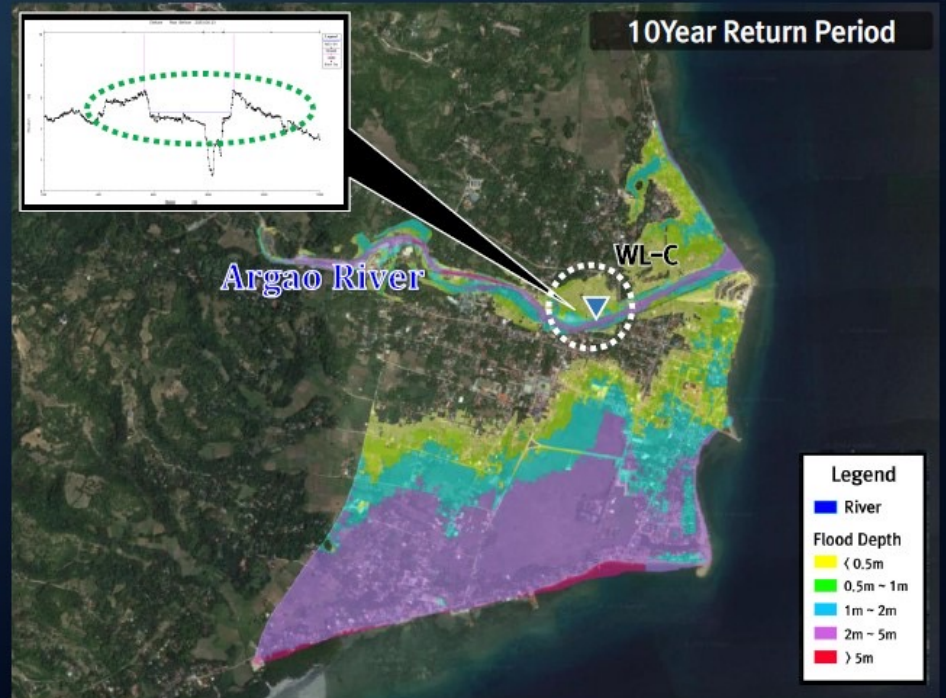 10Year Return Period
Legend
WL-C
Argao River
Legend
River
Flood Depth
< 0.5m
0.5m ~ 1m
1m ~ 2m
2m ~ 5m
> 5m